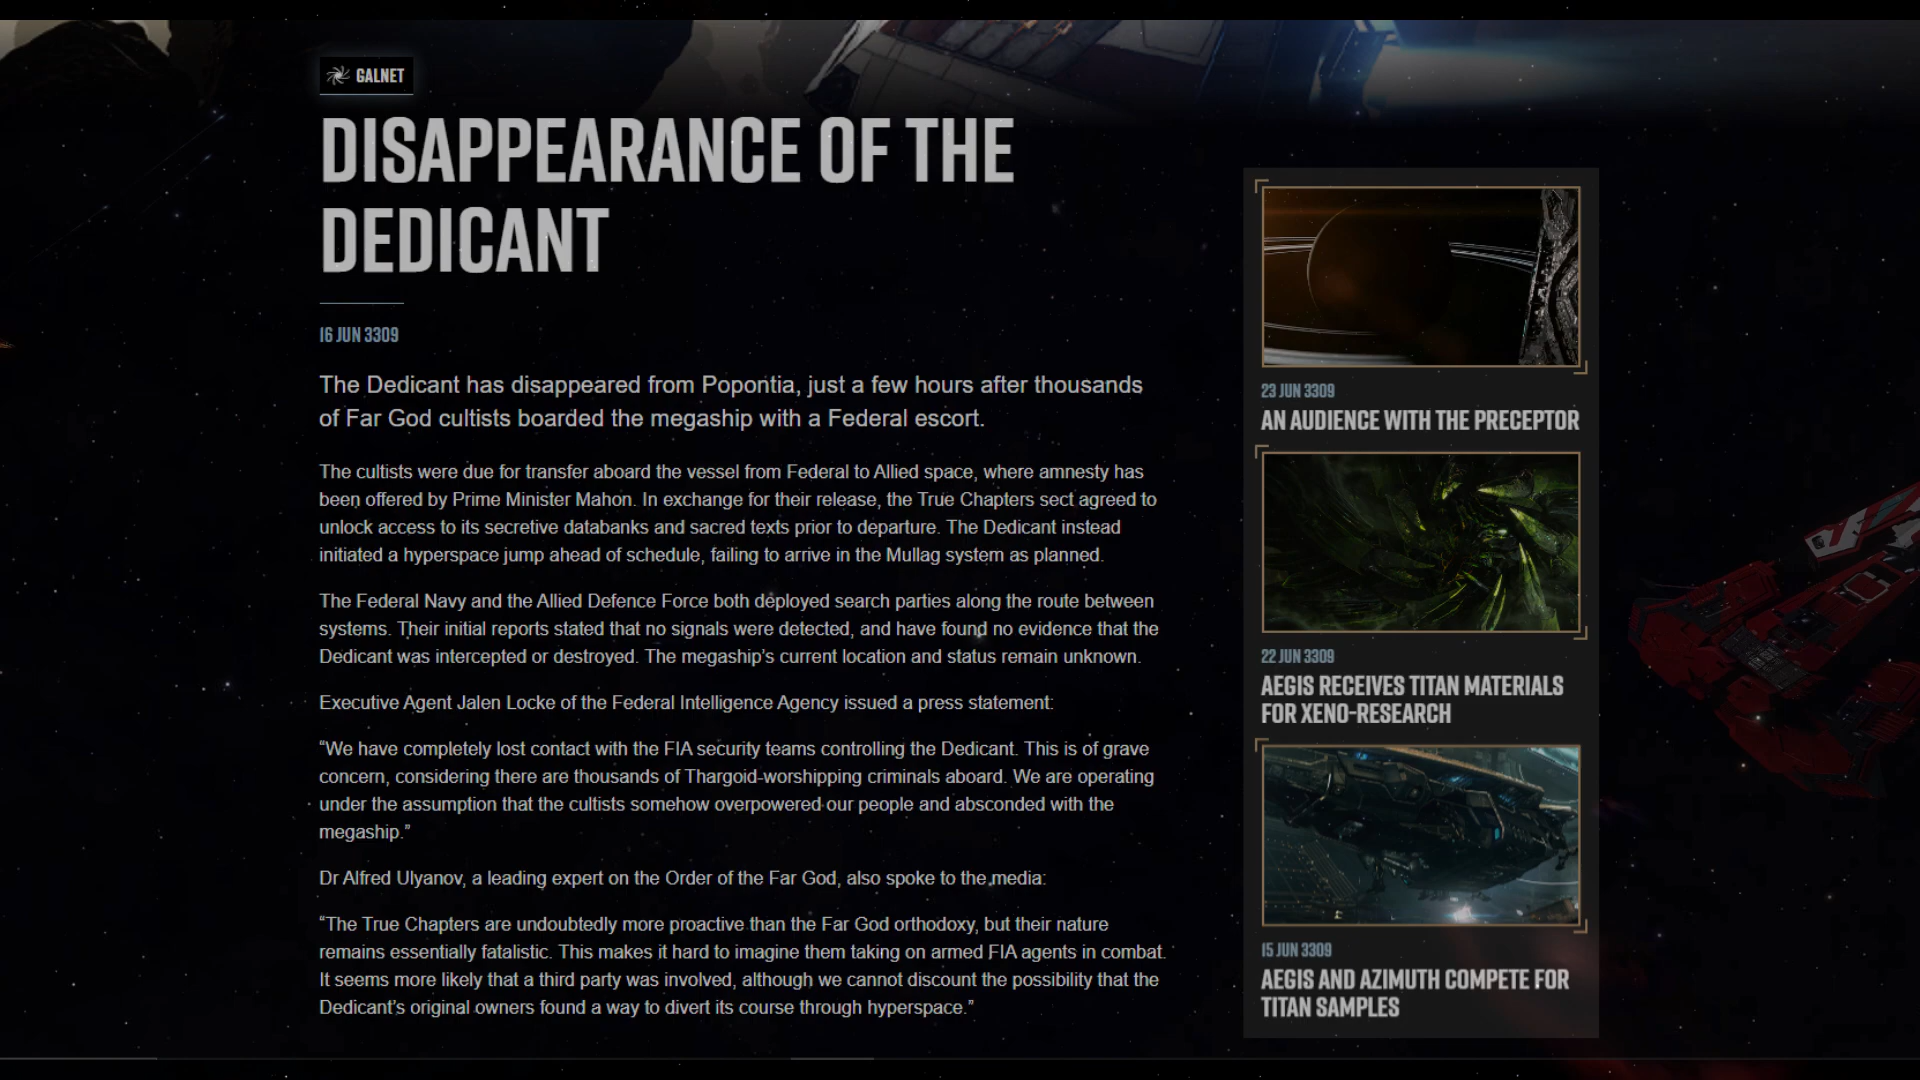 GALNET
DISAPPEARANCE OF THE
DEDICANT
16 JUN 3309
The Dedicant has disappeared from Popontia, just a few hours after thousands
of Far God cultists boarded the megaship with a Federal escort.
The cultists were due for transfer aboard the vessel from Federal to Allied space, where amnesty has
been offered by Prime Minister Mahon. In exchange for their release, the True Chapters sect agreed to
unlock access to its secretive databanks and sacred texts prior to departure. The Dedicant instead
initiated a hyperspace jump ahead of schedule, failing to arrive in the Mullag system as planned.
The Federal Navy and the Allied Defence Force both deployed search parties along the route between
systems. Their initial reports stated that no signals were detected, and have found no evidence that the
Dedicant was intercepted or destroyed. The megaship’s current location and status remain unknown.
Executive Agent Jalen Locke of the Federal Intelligence Agency issued a press statement:
“We have completely lost contact with the FIA security teams controlling the Dedicant. This is of grave
concern, considering there are thousands of Thargoid-worshipping criminals aboard. We are operating
under the assumption that the cultists somehow overpowered our people and absconded with the
megaship.”
Dr Alfred Ulyanov, a leading expert on the Order of the Far God, also spoke to the media:
“The True Chapters are undoubtedly more proactive than the Far God orthodoxy, but their nature
remains essentially fatalistic. This makes it hard to imagine them taking on armed FIA agents in combat.
It seems more likely that a third party was involved, although we cannot discount the possibility that the
Dedicant’s original owners found a way to divert its course through hyperspace.”
23 JUN 3309
AN AUDIENCE WITH THE PRECEPTOR
22 JUN 3309
AEGIS RECEIVES TITAN MATERIALS
FOR XENO-RESEARCH
15 JUN 3309
AEGIS AND AZIMUTH COMPETE FOR
TITAN SAMPLES